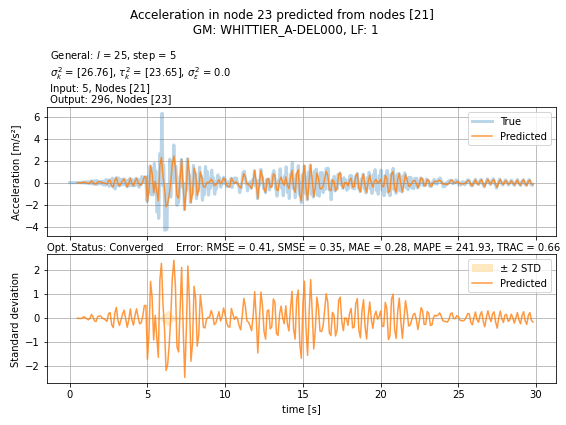 Acceleration in node 23 predicted from nodes [21]
GM: WHITTIER_A-DEL000, LF: 1
General: l = 25, step = 5
σ²ₖ = [26.76], τ²ₖ = [23.65], σ²ε = 0.0
Input: 5, Nodes [21]
Output: 296, Nodes [23]
Acceleration [m/s²]
6
4
2
0
−2
−4
True
Predicted
Opt. Status: Converged Error: RMSE = 0.41, SMSE = 0.35, MAE = 0.28, MAPE = 241.93, TRAC = 0.66
Standard deviation
2
1
0
−1
−2
± 2 STD
Predicted
0 5 10 15 20 25 30
time [s]